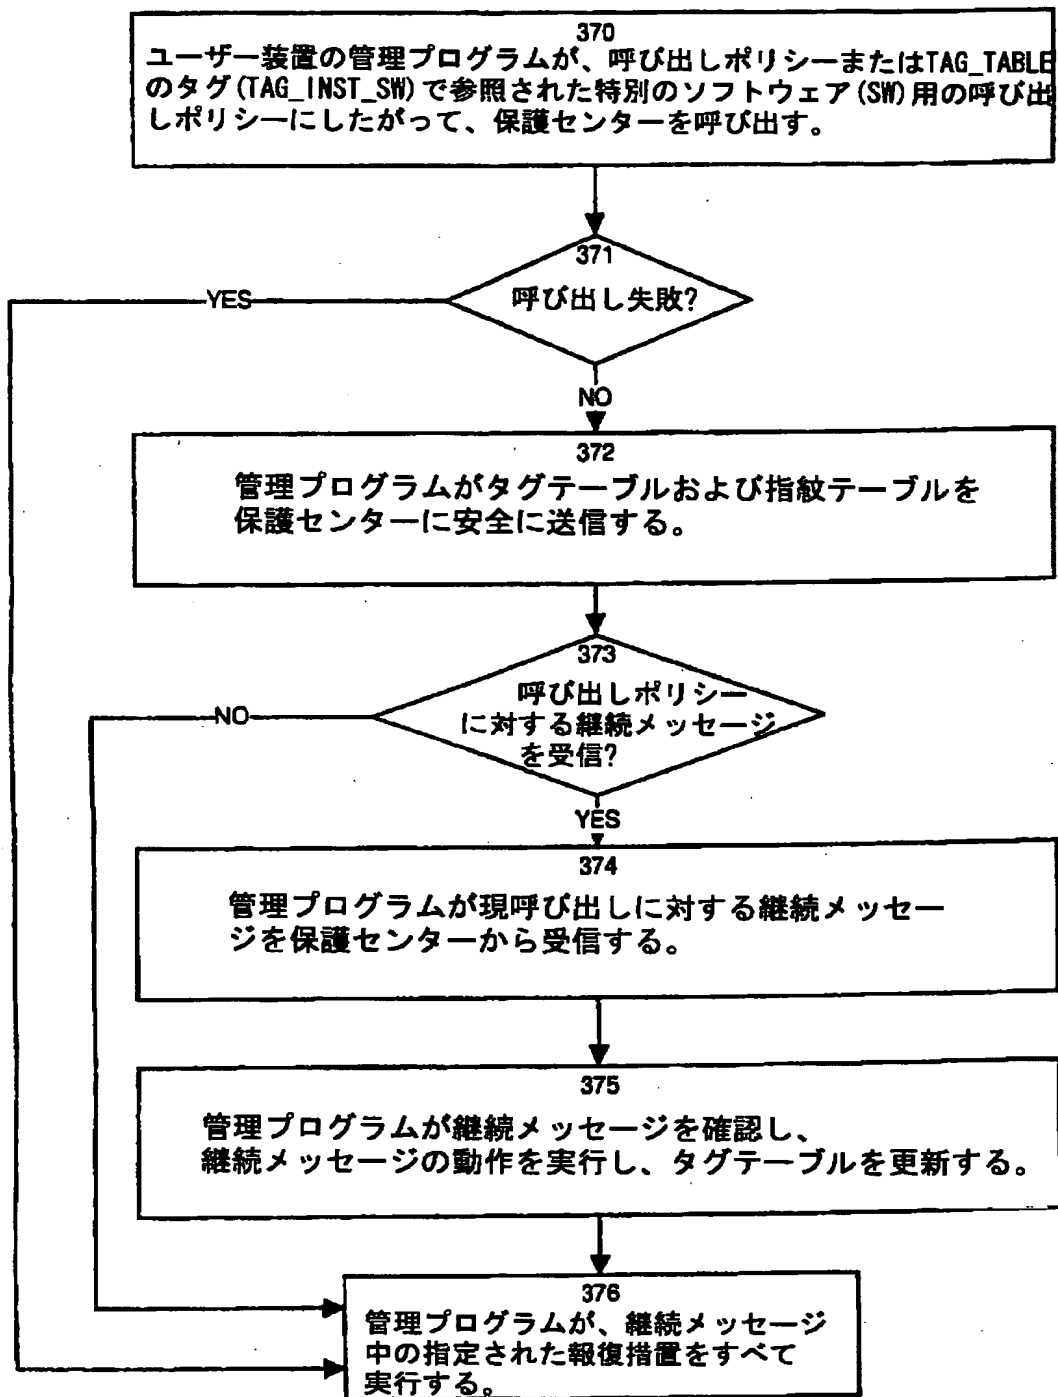 370
ユーザー装置の管理プログラムが、呼び出しポリシーまたはTAG_TABLE
のタグ(TAG_INST_SW)で参照された特別のソフトウェア(SW)用の呼び出
しポリシーにしたがって、保護センターを呼び出す。
371
呼び出し失敗?
YES
NO
372
管理プログラムがタグテーブルおよび指紋テーブルを
保護センターに安全に送信する。
373
呼び出しポリシー
に対する継続メッセージ
を受信?
NO
YES
374
管理プログラムが現呼び出しに対する継続メッセー
ジを保護センターから受信する。
375
管理プログラムが継続メッセージを確認し、
継続メッセージの動作を実行し、タグテーブルを更新する。
376
管理プログラムが、継続メッセージ
中の指定された報復措置をすべて
実行する。